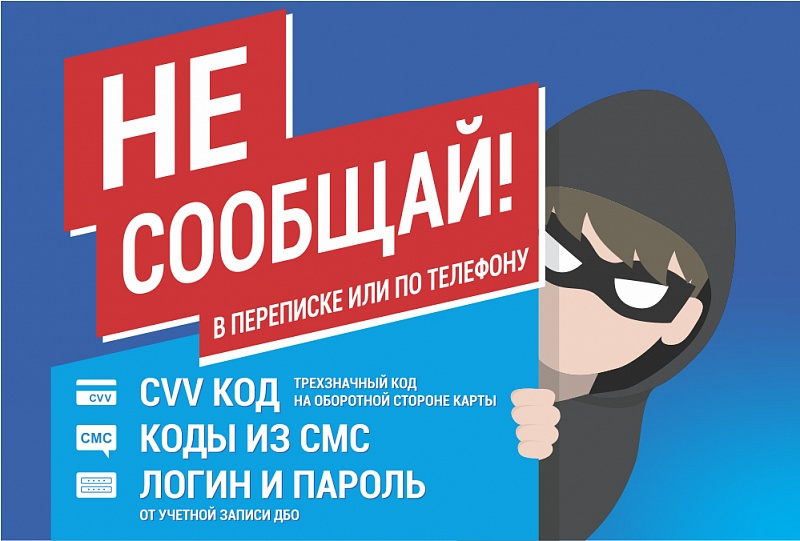 НЕ
СООБЩАЙ!
В ПЕРЕПИСКЕ ИЛИ ПО ТЕЛЕФОНУ
CVV
CVV КОД
ТРЕХЗНАЧНЫЙ КОД
НА ОБОРОТНОЙ СТОРОНЕ КАРТЫ
СМС
КОДЫ ИЗ СМС
ЛОГИН И ПАРОЛЬ
ОТ УЧЕТНОЙ ЗАПИСИ ДБО